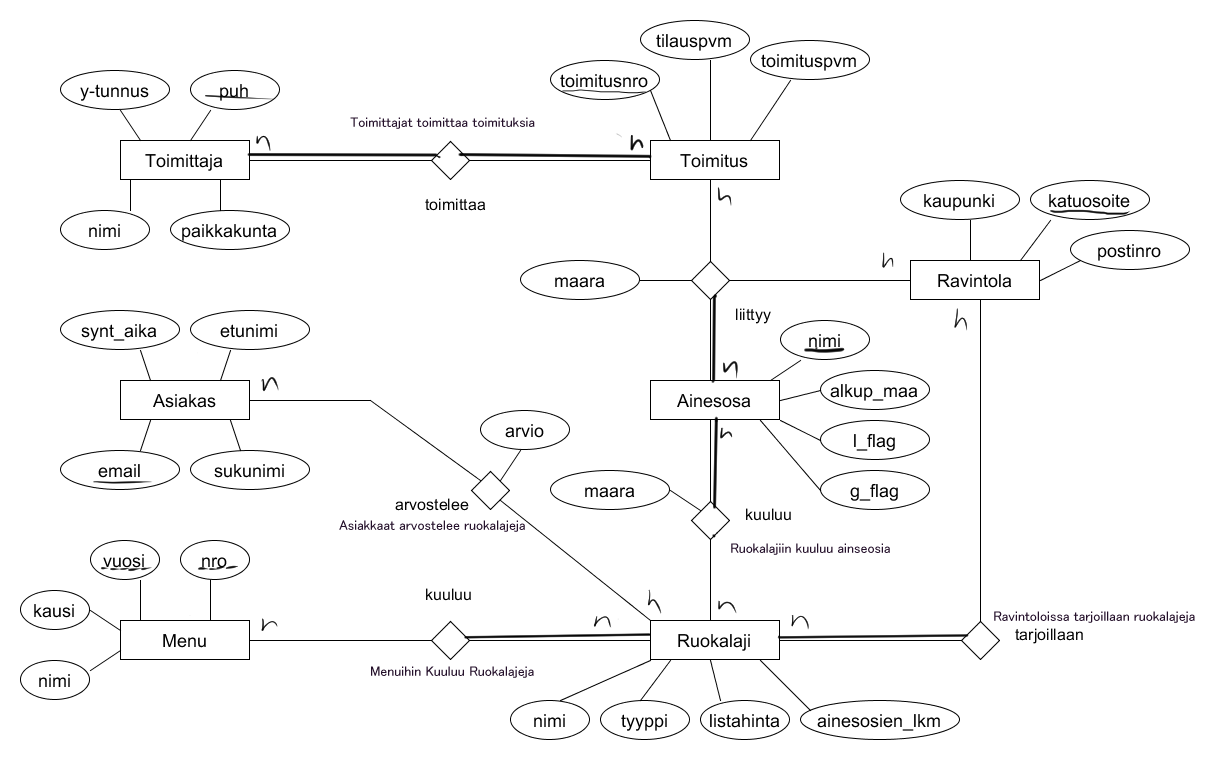 tilauspvm
toimituspvm
toimitusnro
y-tunnus
puh
Toimittajat toimittaa toimituksia
n
n
Toimittaja
Toimitus
toimittaa
n
nimi
paikkakunta
kaupunki
katuosoite
postinro
n
maara
Ravintola
liittyy
n
synt_aika
etunimi
nimi
n
n
Asiakas
Ainesosa
alkup_maa
n
arvio
l_flag
email
sukunimi
maara
g_flag
arvostelee
kuuluu
Asiakkaat arvostelee ruokalajeja
Ruokalajiin kuuluu ainseosia
vuosi
nro
kausi
kuuluu
n
n
n
n
n
Ravintoloissa tarjoillaan ruokalajeja
tarjoillaan
Menu
Ruokalaji
Menuihin Kuuluu Ruokalajeja
nimi
nimi
tyyppi
listahinta
ainesosien_lkm